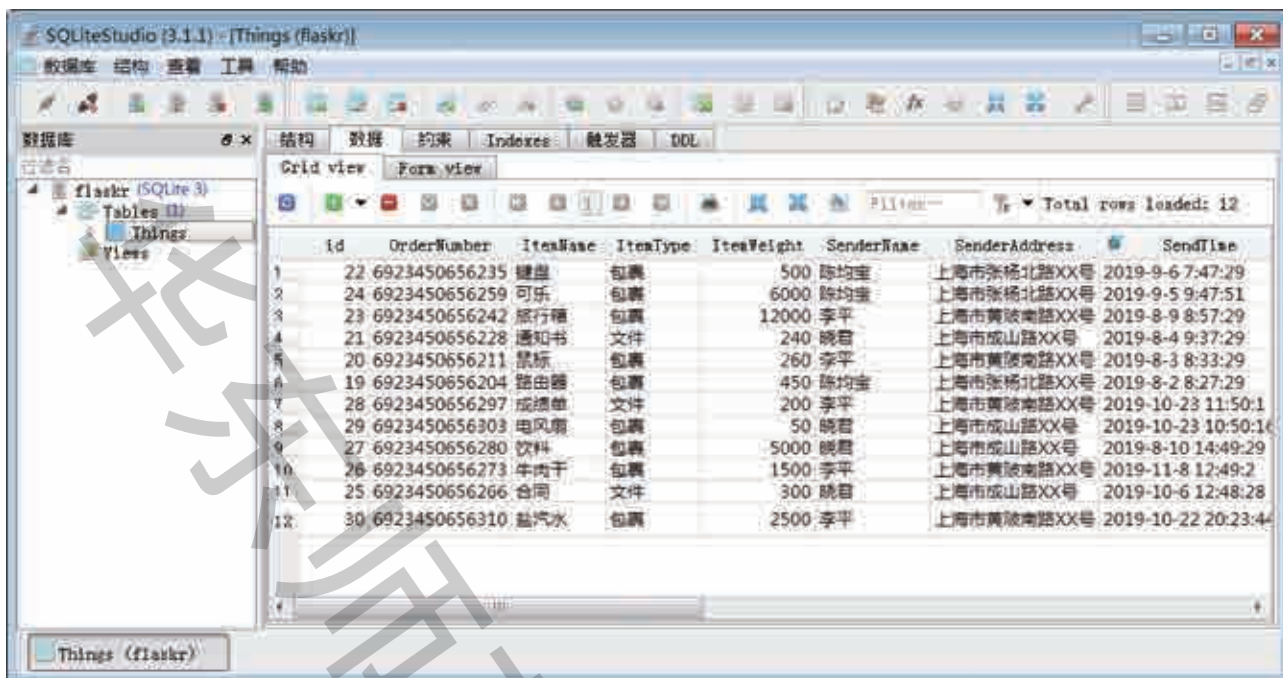 SQLiteStudio (3.1.1) - [Things (flaskr)]
数据库 结构 查看 工具 帮助
数据库
结构 数据 约束 Indexes 触发器 DDL
Grid view Form view
flaskr (SQLite 3)
Tables (1)
Things
Views
Total rows loaded: 12
id OrderNumber ItemName ItemType ItemWeight SenderName SenderAddress SendTime
1 22 6923450656235 键盘 包裹 500 陈均宝 上海市张杨北路XX号 2019-9-6 7:47:29
2 24 6923450656259 可乐 包裹 6000 陈均宝 上海市张杨北路XX号 2019-9-5 9:47:51
3 23 6923450656242 旅行箱 包裹 12000 李平 上海市黄陂南路XX号 2019-8-9 8:57:29
4 21 6923450656228 通知书 文件 240 晓君 上海市成山路XX号 2019-8-4 9:37:29
5 20 6923450656211 鼠标 包裹 260 李平 上海市黄陂南路XX号 2019-8-3 8:33:29
6 19 6923450656204 路由器 包裹 450 陈均宝 上海市张杨北路XX号 2019-8-2 8:27:29
7 28 6923450656297 成绩单 文件 200 李平 上海市黄陂南路XX号 2019-10-23 11:50:1
8 29 6923450656303 电风扇 包裹 50 晓君 上海市成山路XX号 2019-10-23 10:50:16
9 27 6923450656280 饮料 包裹 5000 晓君 上海市成山路XX号 2019-8-10 14:49:29
10 26 6923450656273 牛肉干 包裹 1500 李平 上海市黄陂南路XX号 2019-11-8 12:49:2
11 25 6923450656266 合同 文件 300 晓君 上海市成山路XX号 2019-10-6 12:48:28
12 30 6923450656310 盐汽水 包裹 2500 李平 上海市黄陂南路XX号 2019-10-22 20:23:44
Things (flaskr)